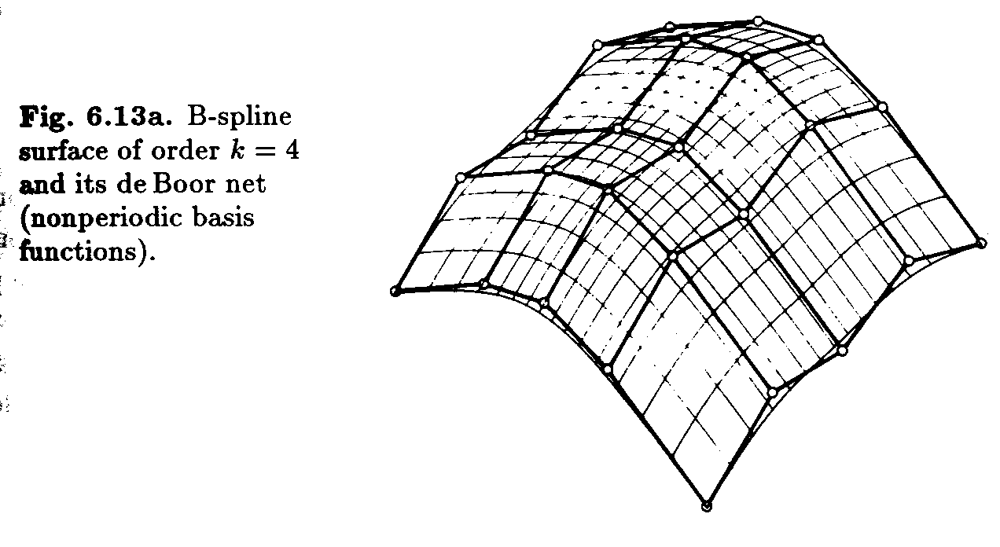 Fig. 6.13a. B-spline
surface of order k = 4
and its de Boor net
(nonperiodic basis
functions).